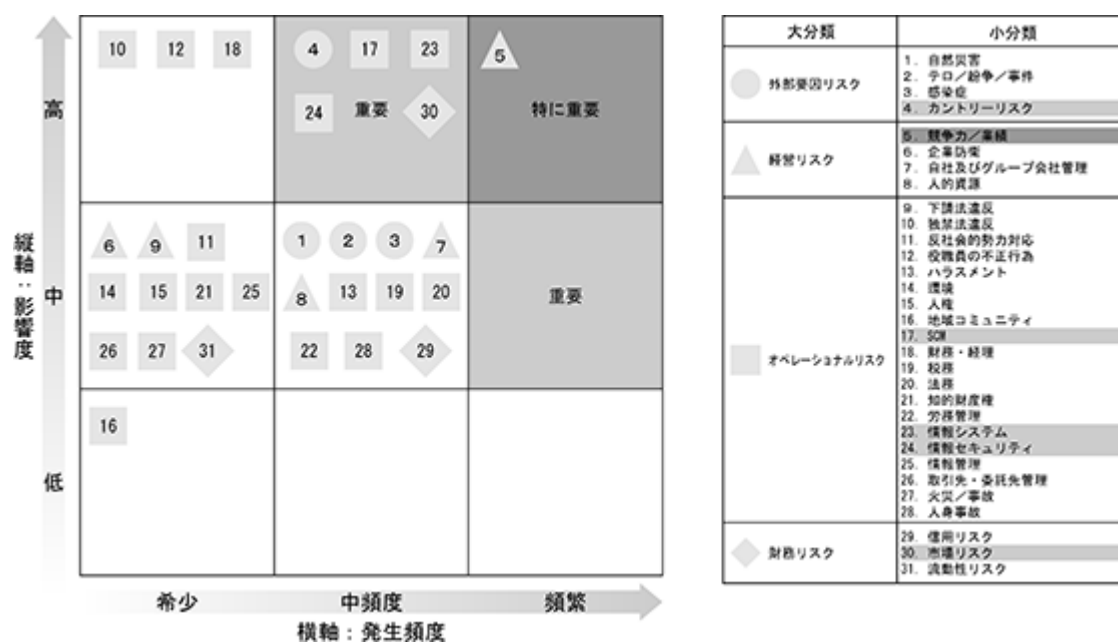 10 12 18
4 17 23
24 重要 30
5
特に重要
高
6 9 11
14 15 21 25
26 27 31
1 2 3 7
8 13 19 20
22 28 29
重要
中
16
低
縦軸：影響度
希少 中頻度 頻繁
横軸：発生頻度
大分類 小分類
外部要因リスク
1. 自然災害
2. テロ／紛争／事件
3. 感染症
4. カントリーリスク
経営リスク
5. 競争力／業績
6. 企業防衛
7. 自社及びグループ会社管理
8. 人的資源
オペレーショナルリスク
9. 下請法違反
10. 独禁法違反
11. 反社会的勢力対応
12. 役職員の不正行為
13. ハラスメント
14. 環境
15. 人権
16. 地域コミュニティ
17. SCM
18. 財務・経理
19. 税務
20. 法務
21. 知的財産権
22. 労務管理
23. 情報システム
24. 情報セキュリティ
25. 情報管理
26. 取引先・委託先管理
27. 火災／事故
28. 人身事故
財務リスク
29. 信用リスク
30. 市場リスク
31. 流動性リスク